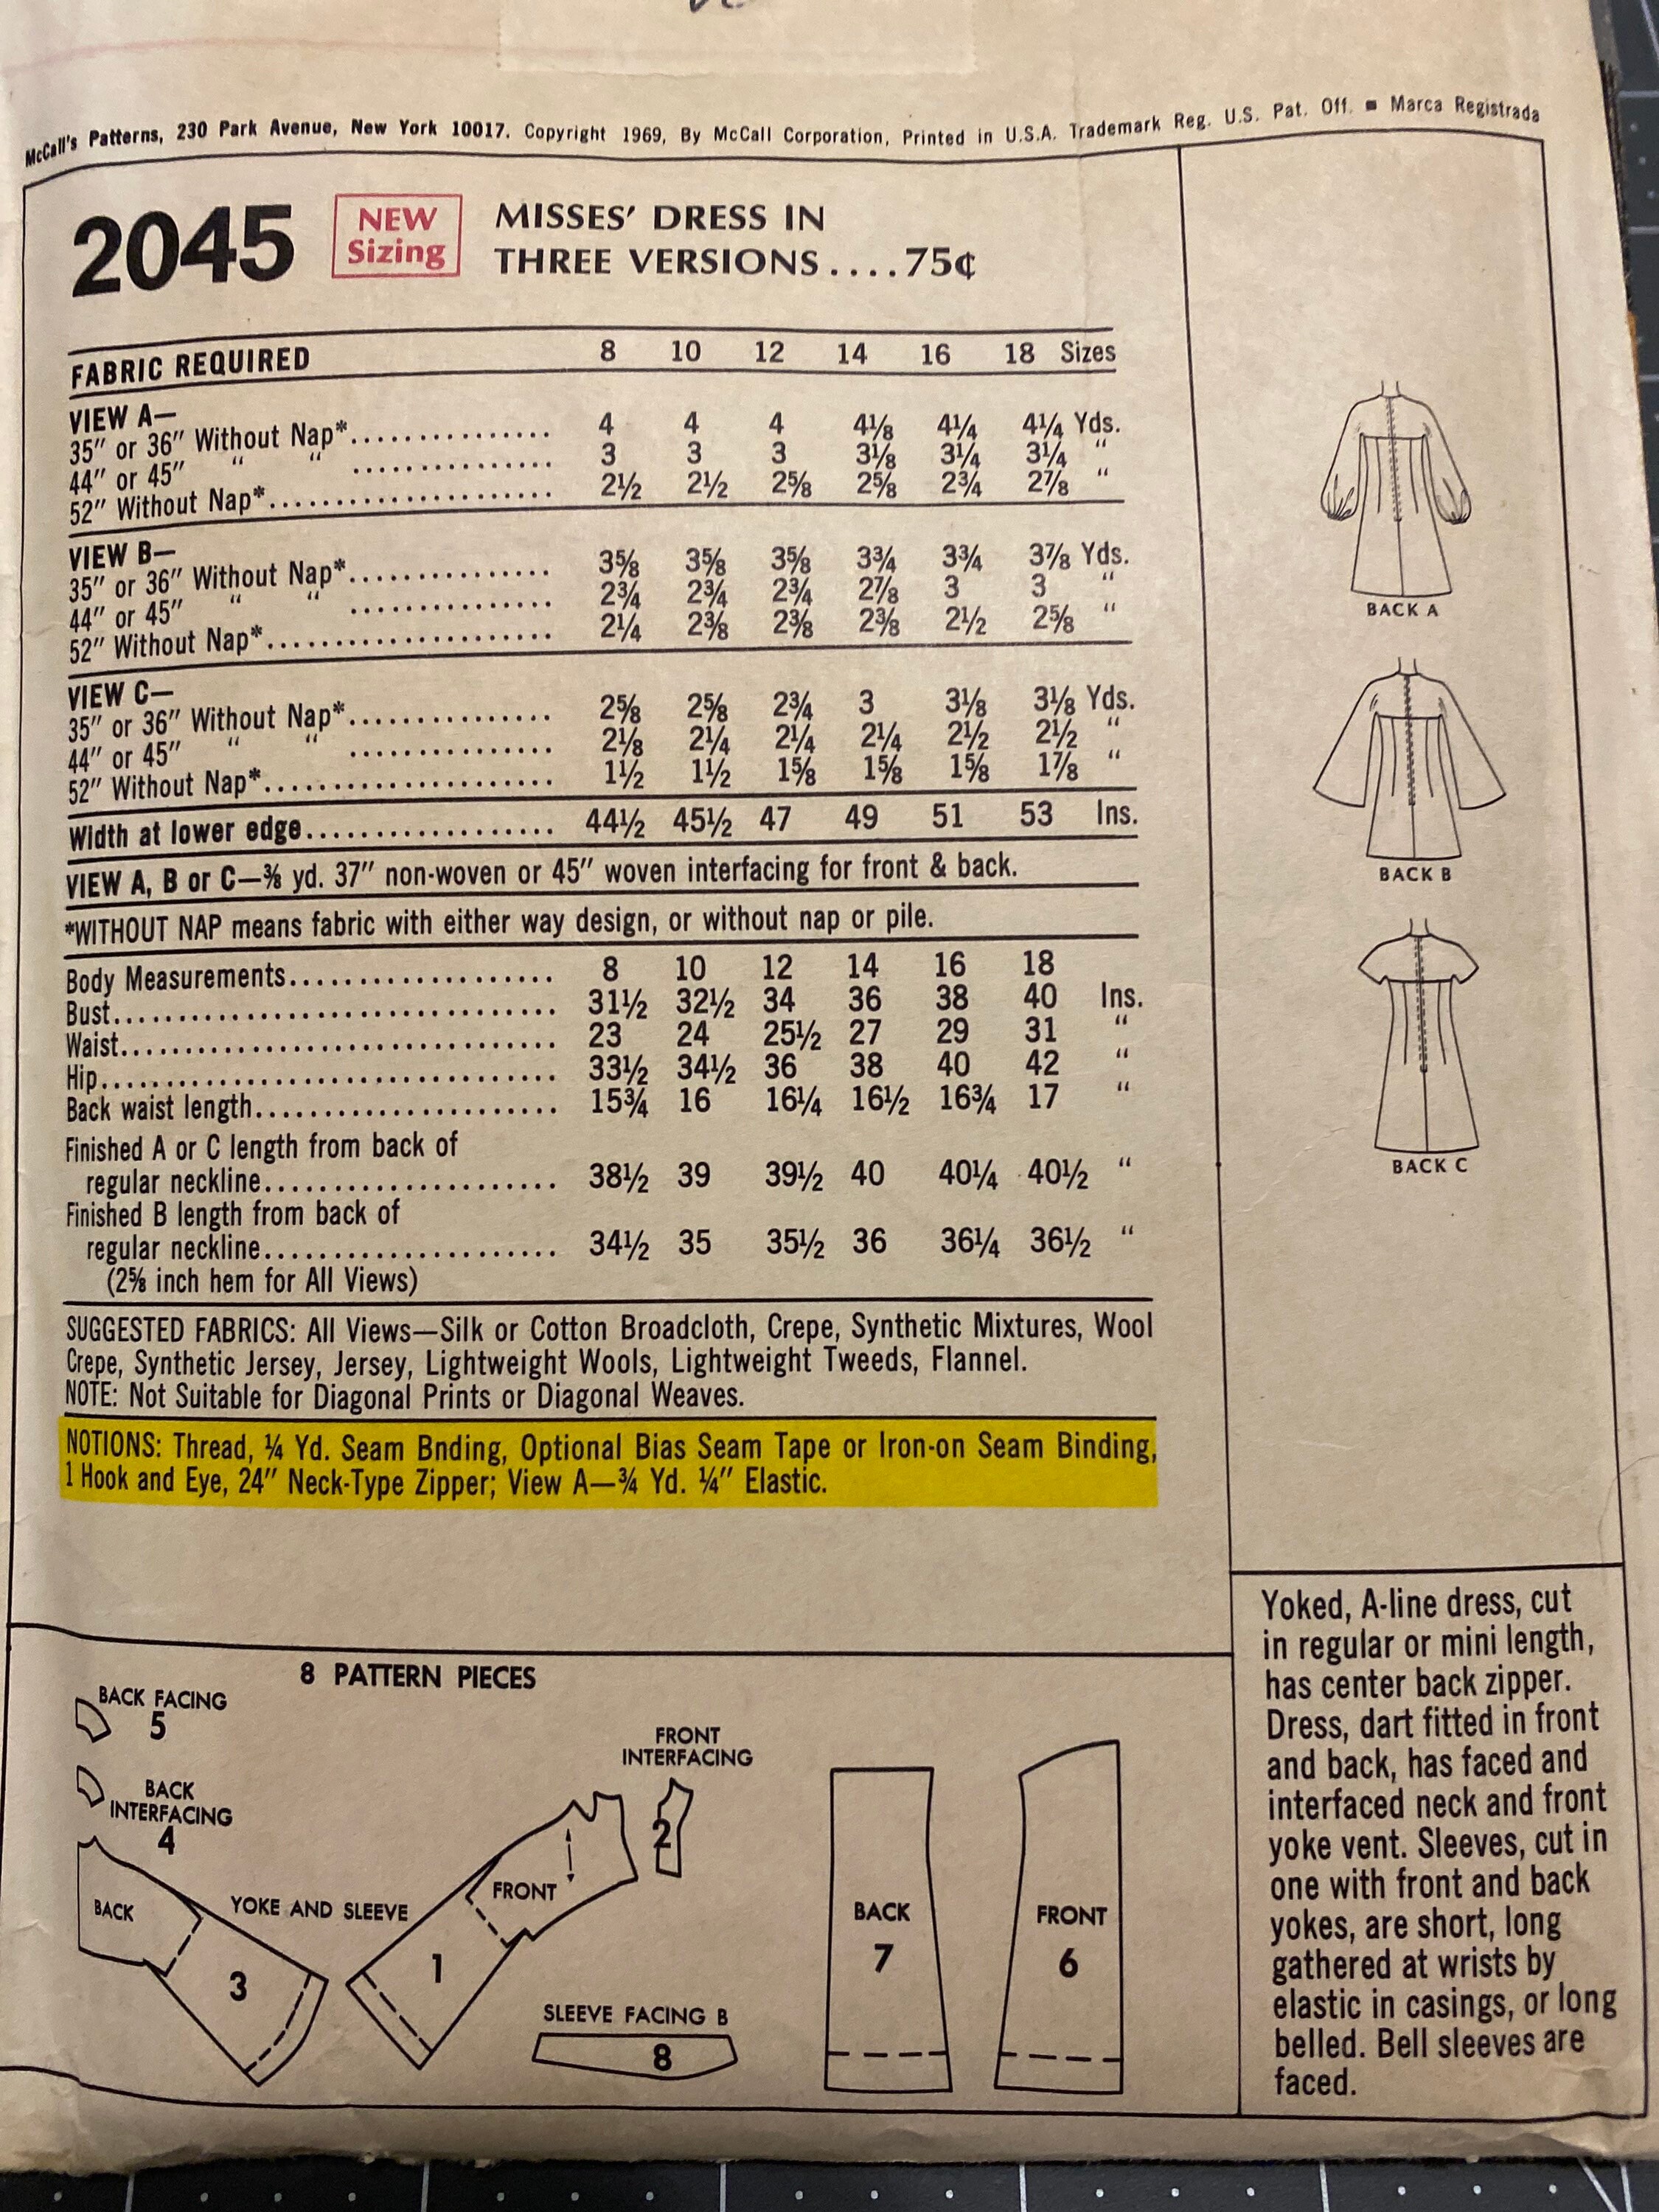 McCall's Patterns, 230 Park Avenue, New York 10017. Copyright 1969, By McCall Corporation, Printed in U.S.A. Trademark Reg. U.S. Pat. Off. ■ Marca Registrada
2045 NEW Sizing MISSES' DRESS IN
THREE VERSIONS....75¢
FABRIC REQUIRED 8 10 12 14 16 18 Sizes
VIEW A—
35" or 36" Without Nap*............... 4 4 4 4⅛ 4¼ 4¼ Yds.
44" or 45" " " ............... 3 3 3 3⅛ 3¼ 3¼ "
52" Without Nap*..................... 2½ 2½ 2⅝ 2⅝ 2¾ 2⅞ "
VIEW B—
35" or 36" Without Nap*............... 3⅝ 3⅝ 3⅝ 3¾ 3¾ 3⅞ Yds.
44" or 45" " " ............... 2¾ 2¾ 2¾ 2⅞ 3 3 "
52" Without Nap*..................... 2¼ 2⅜ 2⅜ 2⅜ 2½ 2⅝ "
VIEW C—
35" or 36" Without Nap*............... 2⅝ 2⅝ 2¾ 3 3⅛ 3⅛ Yds.
44" or 45" " " ............... 2⅛ 2¼ 2¼ 2¼ 2½ 2½ "
52" Without Nap*..................... 1½ 1½ 1⅝ 1⅝ 1⅝ 1⅞ "
Width at lower edge.................. 44½ 45½ 47 49 51 53 Ins.
VIEW A, B or C—⅜ yd. 37" non-woven or 45" woven interfacing for front & back.
*WITHOUT NAP means fabric with either way design, or without nap or pile.
Body Measurements.................... 8 10 12 14 16 18
Bust................................. 31½ 32½ 34 36 38 40 Ins.
Waist................................ 23 24 25½ 27 29 31 "
Hip.................................. 33½ 34½ 36 38 40 42 "
Back waist length....................... 15¾ 16 16¼ 16½ 16¾ 17 "
Finished A or C length from back of
regular neckline...................... 38½ 39 39½ 40 40¼ 40½ "
Finished B length from back of
regular neckline...................... 34½ 35 35½ 36 36¼ 36½ "
(2⅝ inch hem for All Views)
SUGGESTED FABRICS: All Views—Silk or Cotton Broadcloth, Crepe, Synthetic Mixtures, Wool
Crepe, Synthetic Jersey, Jersey, Lightweight Wools, Lightweight Tweeds, Flannel.
NOTE: Not Suitable for Diagonal Prints or Diagonal Weaves.
NOTIONS: Thread, ¼ Yd. Seam Bnding, Optional Bias Seam Tape or Iron-on Seam Binding,
1 Hook and Eye, 24" Neck-Type Zipper; View A—¾ Yd. ¼" Elastic.
BACK A
BACK B
BACK C
8 PATTERN PIECES
BACK FACING
5
BACK
INTERFACING
4
FRONT
INTERFACING
2
BACK
YOKE AND SLEEVE
FRONT
3
1
SLEEVE FACING B
8
BACK
7
FRONT
6
Yoked, A-line dress, cut
in regular or mini length,
has center back zipper.
Dress, dart fitted in front
and back, has faced and
interfaced neck and front
yoke vent. Sleeves, cut in
one with front and back
yokes, are short, long
gathered at wrists by
elastic in casings, or long
belled. Bell sleeves are
faced.